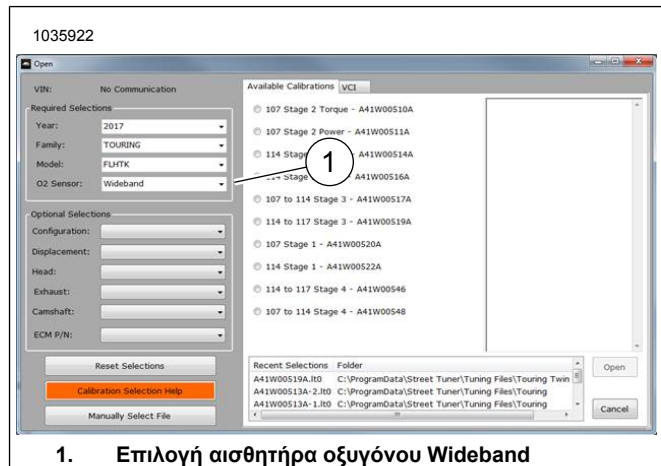 1035922
Open
VIN: No Communication
Required Selections
Year: 2017
Family: TOURING
Model: FLHTK
O2 Sensor: Wideband
Optional Selections
Configuration:
Displacement:
Head:
Exhaust:
Camshaft:
ECM P/N:
Reset Selections
Calibration Selection Help
Manually Select File
Available Calibrations VCI
107 Stage 2 Torque - A41W00510A
107 Stage 2 Power - A41W00511A
114 Stage - A41W00514A
114 Stage A41W00516A
107 to 114 Stage 3 - A41W00517A
114 to 117 Stage 3 - A41W00519A
107 Stage 1 - A41W00520A
114 Stage 1 - A41W00522A
114 to 117 Stage 4 - A41W00546
107 to 114 Stage 4 - A41W00548
1
Recent Selections Folder
A41W00519A.lt0 C:\ProgramData\Street Tuner\Tuning Files\Touring Twin
A41W00513A-2.lt0 C:\ProgramData\Street Tuner\Tuning Files\Touring
A41W00513A-1.lt0 C:\ProgramData\Street Tuner\Tuning Files\Touring
Open
Cancel
1. Επιλογή αισθητήρα οξυγόνου Wideband